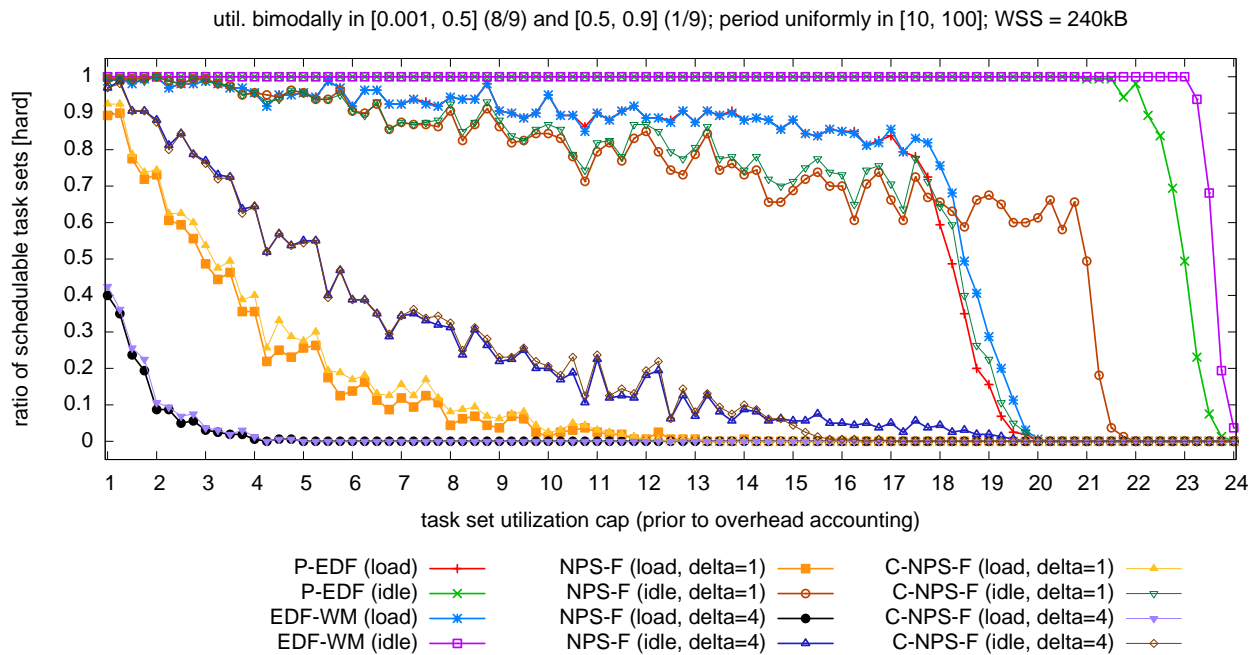 util. bimodally in [0.001, 0.5] (8/9) and [0.5, 0.9] (1/9); period uniformly in [10, 100]; WSS = 240kB
ratio of schedulable task sets [hard]
1
0.9
0.8
0.7
0.6
0.5
0.4
0.3
0.2
0.1
0
1 2 3 4 5 6 7 8 9 10 11 12 13 14 15 16 17 18 19 20 21 22 23 24
task set utilization cap (prior to overhead accounting)
P-EDF (load) NPS-F (load, delta=1) C-NPS-F (load, delta=1)
P-EDF (idle) NPS-F (idle, delta=1) C-NPS-F (idle, delta=1)
EDF-WM (load) NPS-F (load, delta=4) C-NPS-F (load, delta=4)
EDF-WM (idle) NPS-F (idle, delta=4) C-NPS-F (idle, delta=4)